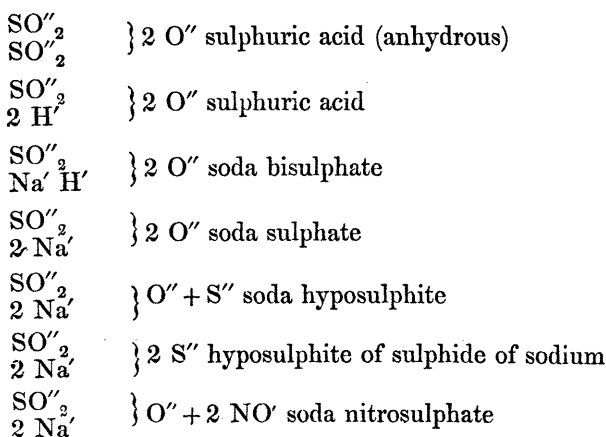 SO″₂
SO″₂ } 2 O″ sulphuric acid (anhydrous)
SO″₂
2 H′ } 2 O″ sulphuric acid
SO″₂
Na′ H′ } 2 O″ soda bisulphate
SO″₂
2 Na′ } 2 O″ soda sulphate
SO″₂
2 Na′ } O″ + S″ soda hyposulphite
SO″₂
2 Na′ } 2 S″ hyposulphite of sulphide of sodium
SO″₂
2 Na′ } O″ + 2 NO′ soda nitrosulphate